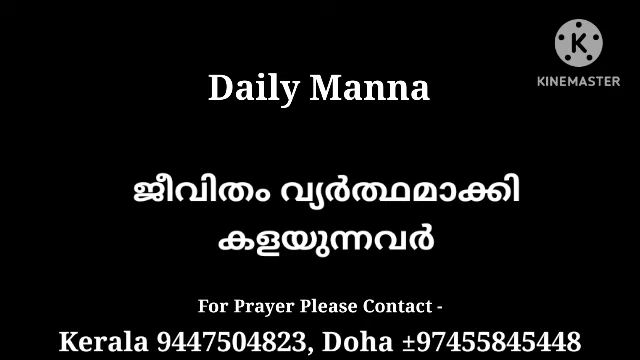 KINEMASTER
Daily Manna
ജീവിതം വ്യർത്ഥമാക്കി
കളയുന്നവർ
For Prayer Please Contact -
Kerala 9447504823, Doha ±97455845448